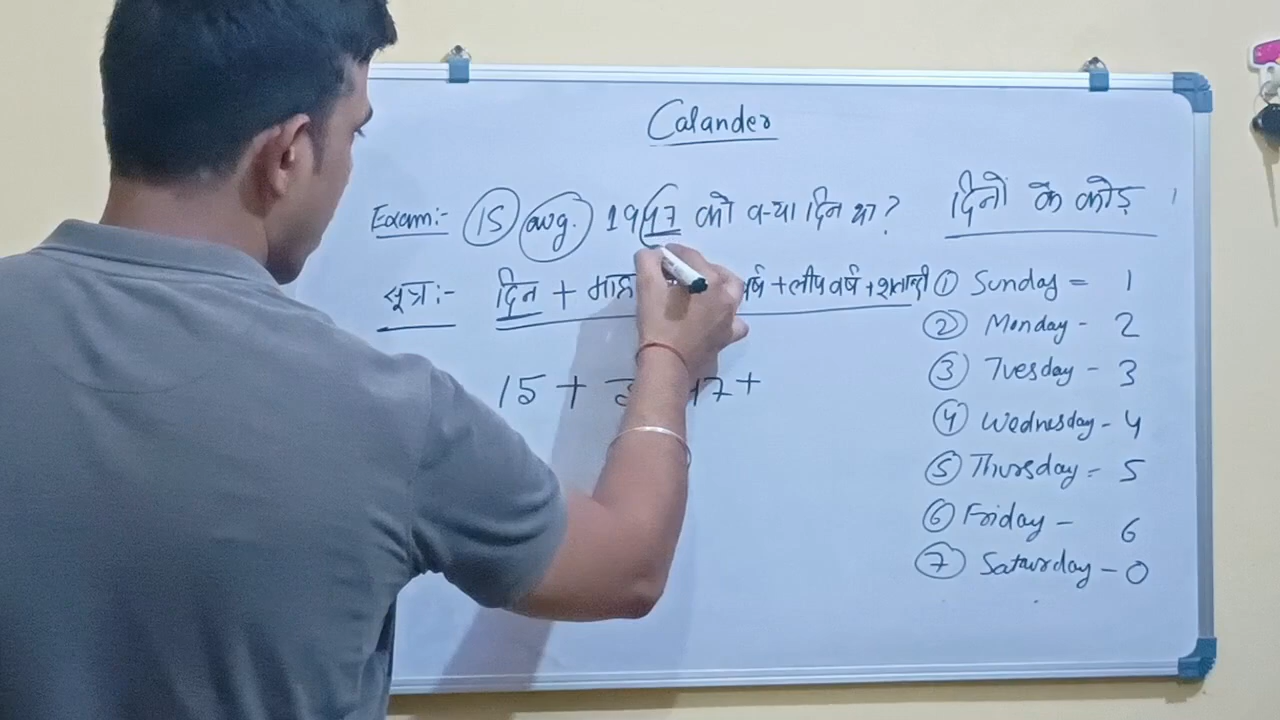 Calander
Exam:- 15 aug. 1947 को क्या दिन था?
सूत्र:- दिन + वर्ष + लीप वर्ष + शताब्दी
15 + 3 47 +
दिनों के कोड़
① Sunday = 1
② Monday - 2
③ Tuesday - 3
④ Wednesday - 4
⑤ Thursday = 5
⑥ Friday - 6
⑦ Saturday - 0